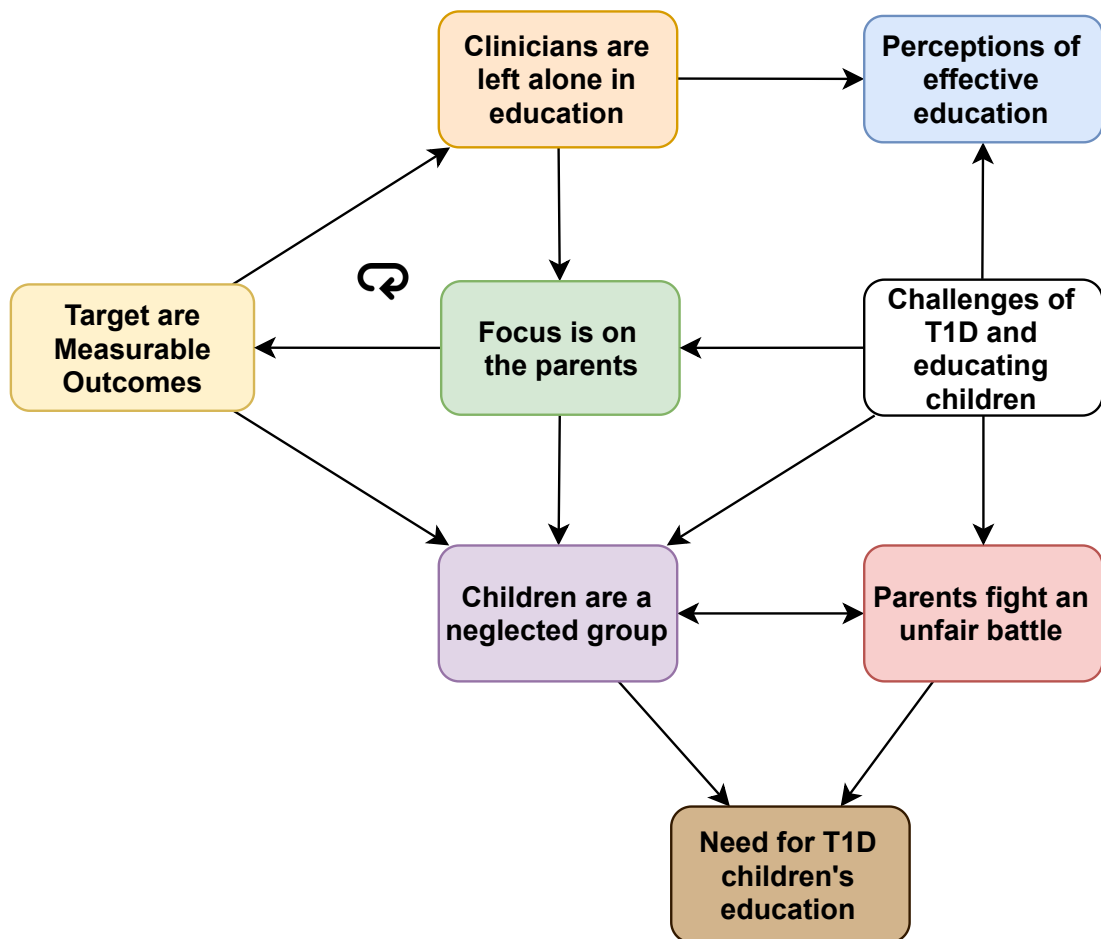 Clinicians are
left alone in
education
Perceptions of
effective
education
Target are
Measurable
Outcomes
Focus is on
the parents
Challenges of
T1D and
educating
children
Children are a
neglected group
Parents fight an
unfair battle
Need for T1D
children's
education